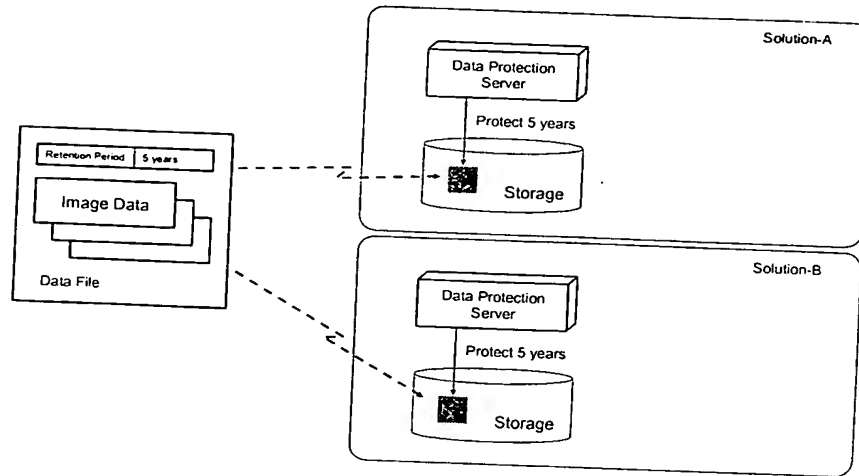 Solution-A
Data Protection
Server
Protect 5 years
Storage
Retention Period 5 years
Image Data
Data File
Solution-B
Data Protection
Server
Protect 5 years
Storage